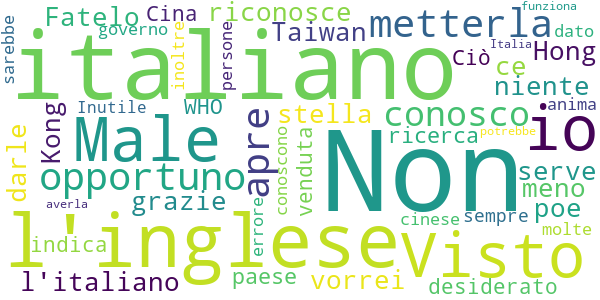 funziona
Fatelo Cina riconosce metterla
sarebbe governo inoltre persone Taiwan dato
italiano Ciò Italia Hong
ce niente
Kong Inutile WHO stella anima
Male apre conosco Non io
darle ricerca potrebbe
opportuno conoscono venduta serve
grazie meno
averla poe
l'inglese errore cinese sempre Visto
indica molte
l'italiano paese vorrei desiderato